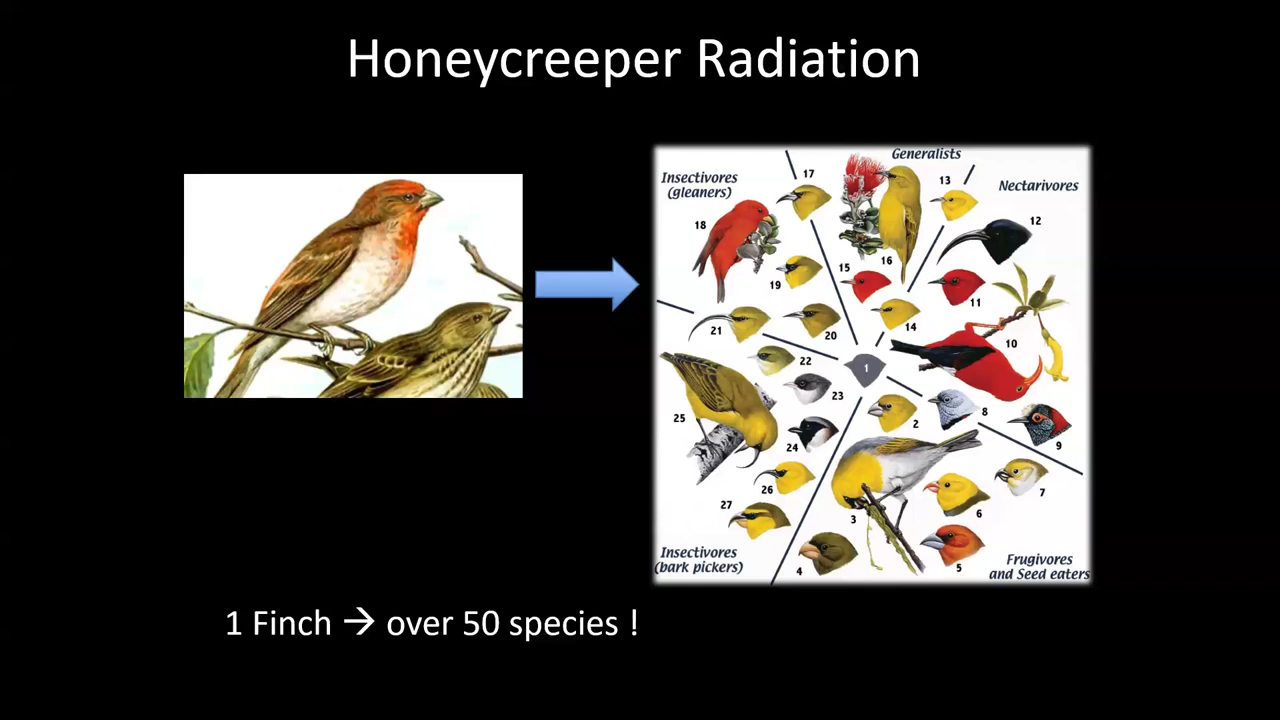 Honeycreeper Radiation
Generalists
Insectivores
(gleaners)
17
13
Nectarivores
18
12
16
15
19
11
14
21
20
10
22
1
23
8
25
2
24
9
26
7
27
3
6
4
5
Insectivores
(bark pickers)
Frugivores
and Seed eaters
1 Finch → over 50 species !